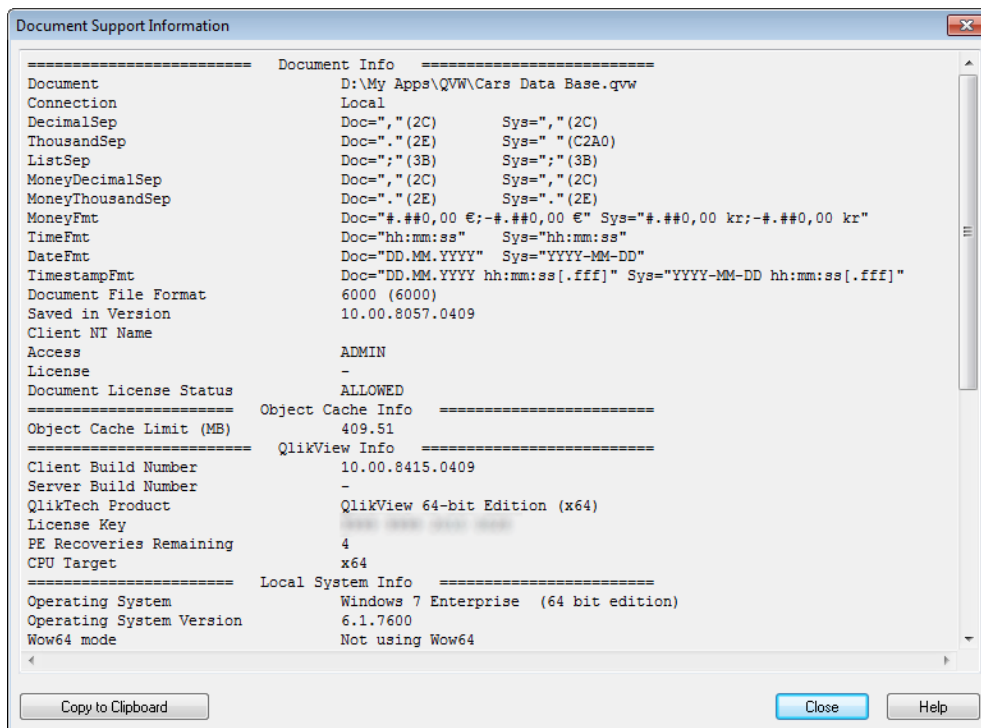 Document Support Information
========================= Document Info ==========================
Document D:\My Apps\QVW\Cars Data Base.qvw
Connection Local
DecimalSep Doc=","(2C) Sys=","(2C)
ThousandSep Doc="."(2E) Sys=" "(C2A0)
ListSep Doc=";"(3B) Sys=";"(3B)
MoneyDecimalSep Doc=","(2C) Sys=","(2C)
MoneyThousandSep Doc="."(2E) Sys="."(2E)
MoneyFmt Doc="#.##0,00 €;-#.##0,00 €" Sys="#.##0,00 kr;-#.##0,00 kr"
TimeFmt Doc="hh:mm:ss" Sys="hh:mm:ss"
DateFmt Doc="DD.MM.YYYY" Sys="YYYY-MM-DD"
TimestampFmt Doc="DD.MM.YYYY hh:mm:ss[.fff]" Sys="YYYY-MM-DD hh:mm:ss[.fff]"
Document File Format 6000 (6000)
Saved in Version 10.00.8057.0409
Client NT Name
Access ADMIN
License -
Document License Status ALLOWED
======================= Object Cache Info ========================
Object Cache Limit (MB) 409.51
========================= QlikView Info ==========================
Client Build Number 10.00.8415.0409
Server Build Number -
QlikTech Product QlikView 64-bit Edition (x64)
License Key
PE Recoveries Remaining 4
CPU Target x64
======================= Local System Info ========================
Operating System Windows 7 Enterprise (64 bit edition)
Operating System Version 6.1.7600
Wow64 mode Not using Wow64
Copy to Clipboard Close Help